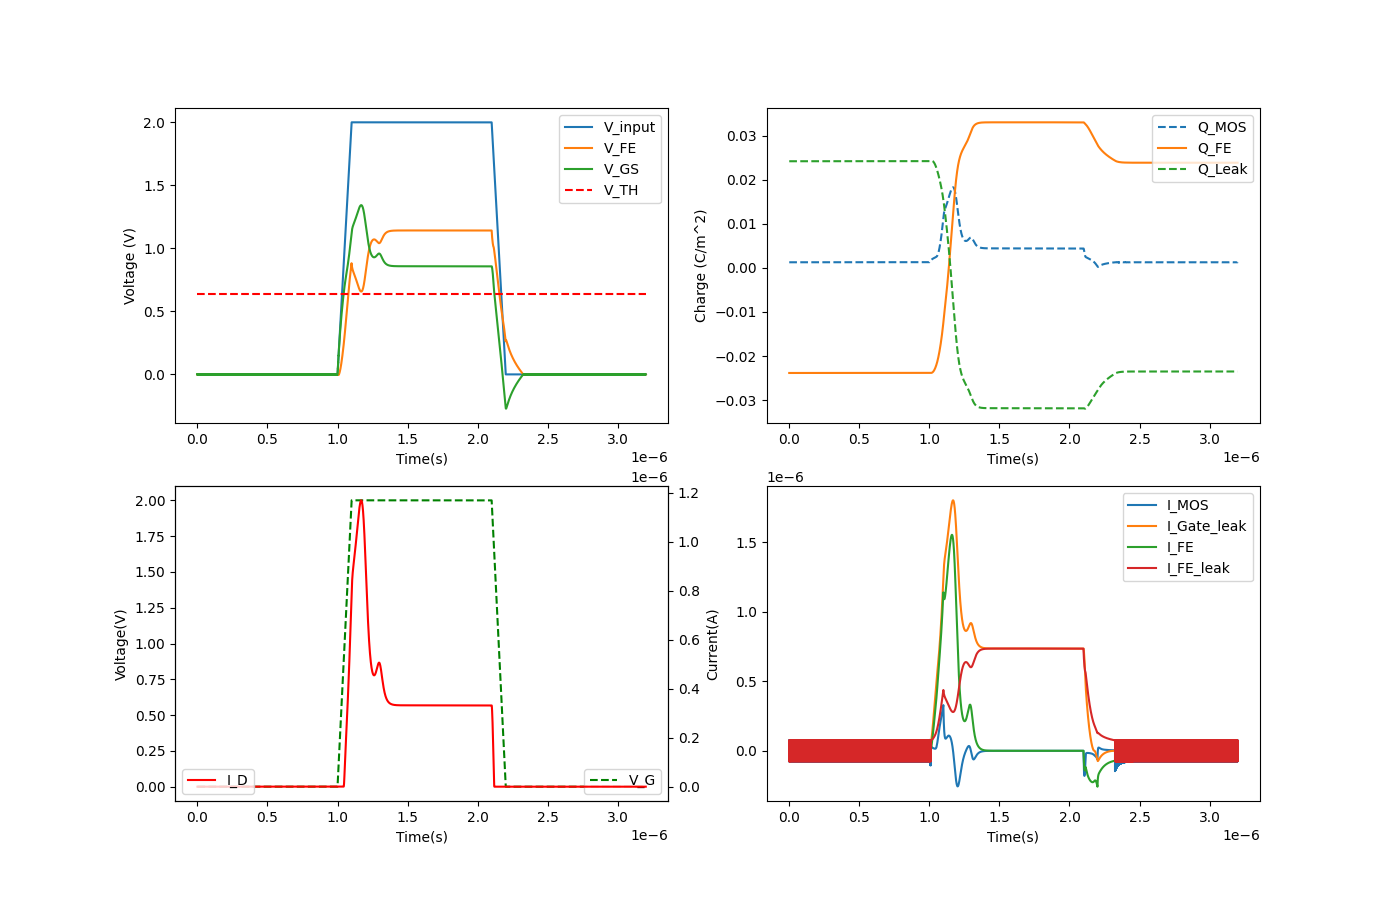 2.0
1.5
1.0
0.5
0.0
Voltage (V)
V_input
V_FE
V_GS
V_TH
0.0 0.5 1.0 1.5 2.0 2.5 3.0
Time(s)
1e−6
0.03
0.02
0.01
0.00
−0.01
−0.02
−0.03
Charge (C/m^2)
Q_MOS
Q_FE
Q_Leak
0.0 0.5 1.0 1.5 2.0 2.5 3.0
Time(s)
1e−6
1e−6
2.00
1.75
1.50
1.25
1.00
0.75
0.50
0.25
0.00
Voltage(V)
I_D
V_G
1.2
1.0
0.8
0.6
0.4
0.2
0.0
Current(A)
0.0 0.5 1.0 1.5 2.0 2.5 3.0
Time(s)
1e−6
1e−6
1.5
1.0
0.5
0.0
I_MOS
I_Gate_leak
I_FE
I_FE_leak
0.0 0.5 1.0 1.5 2.0 2.5 3.0
Time(s)
1e−6